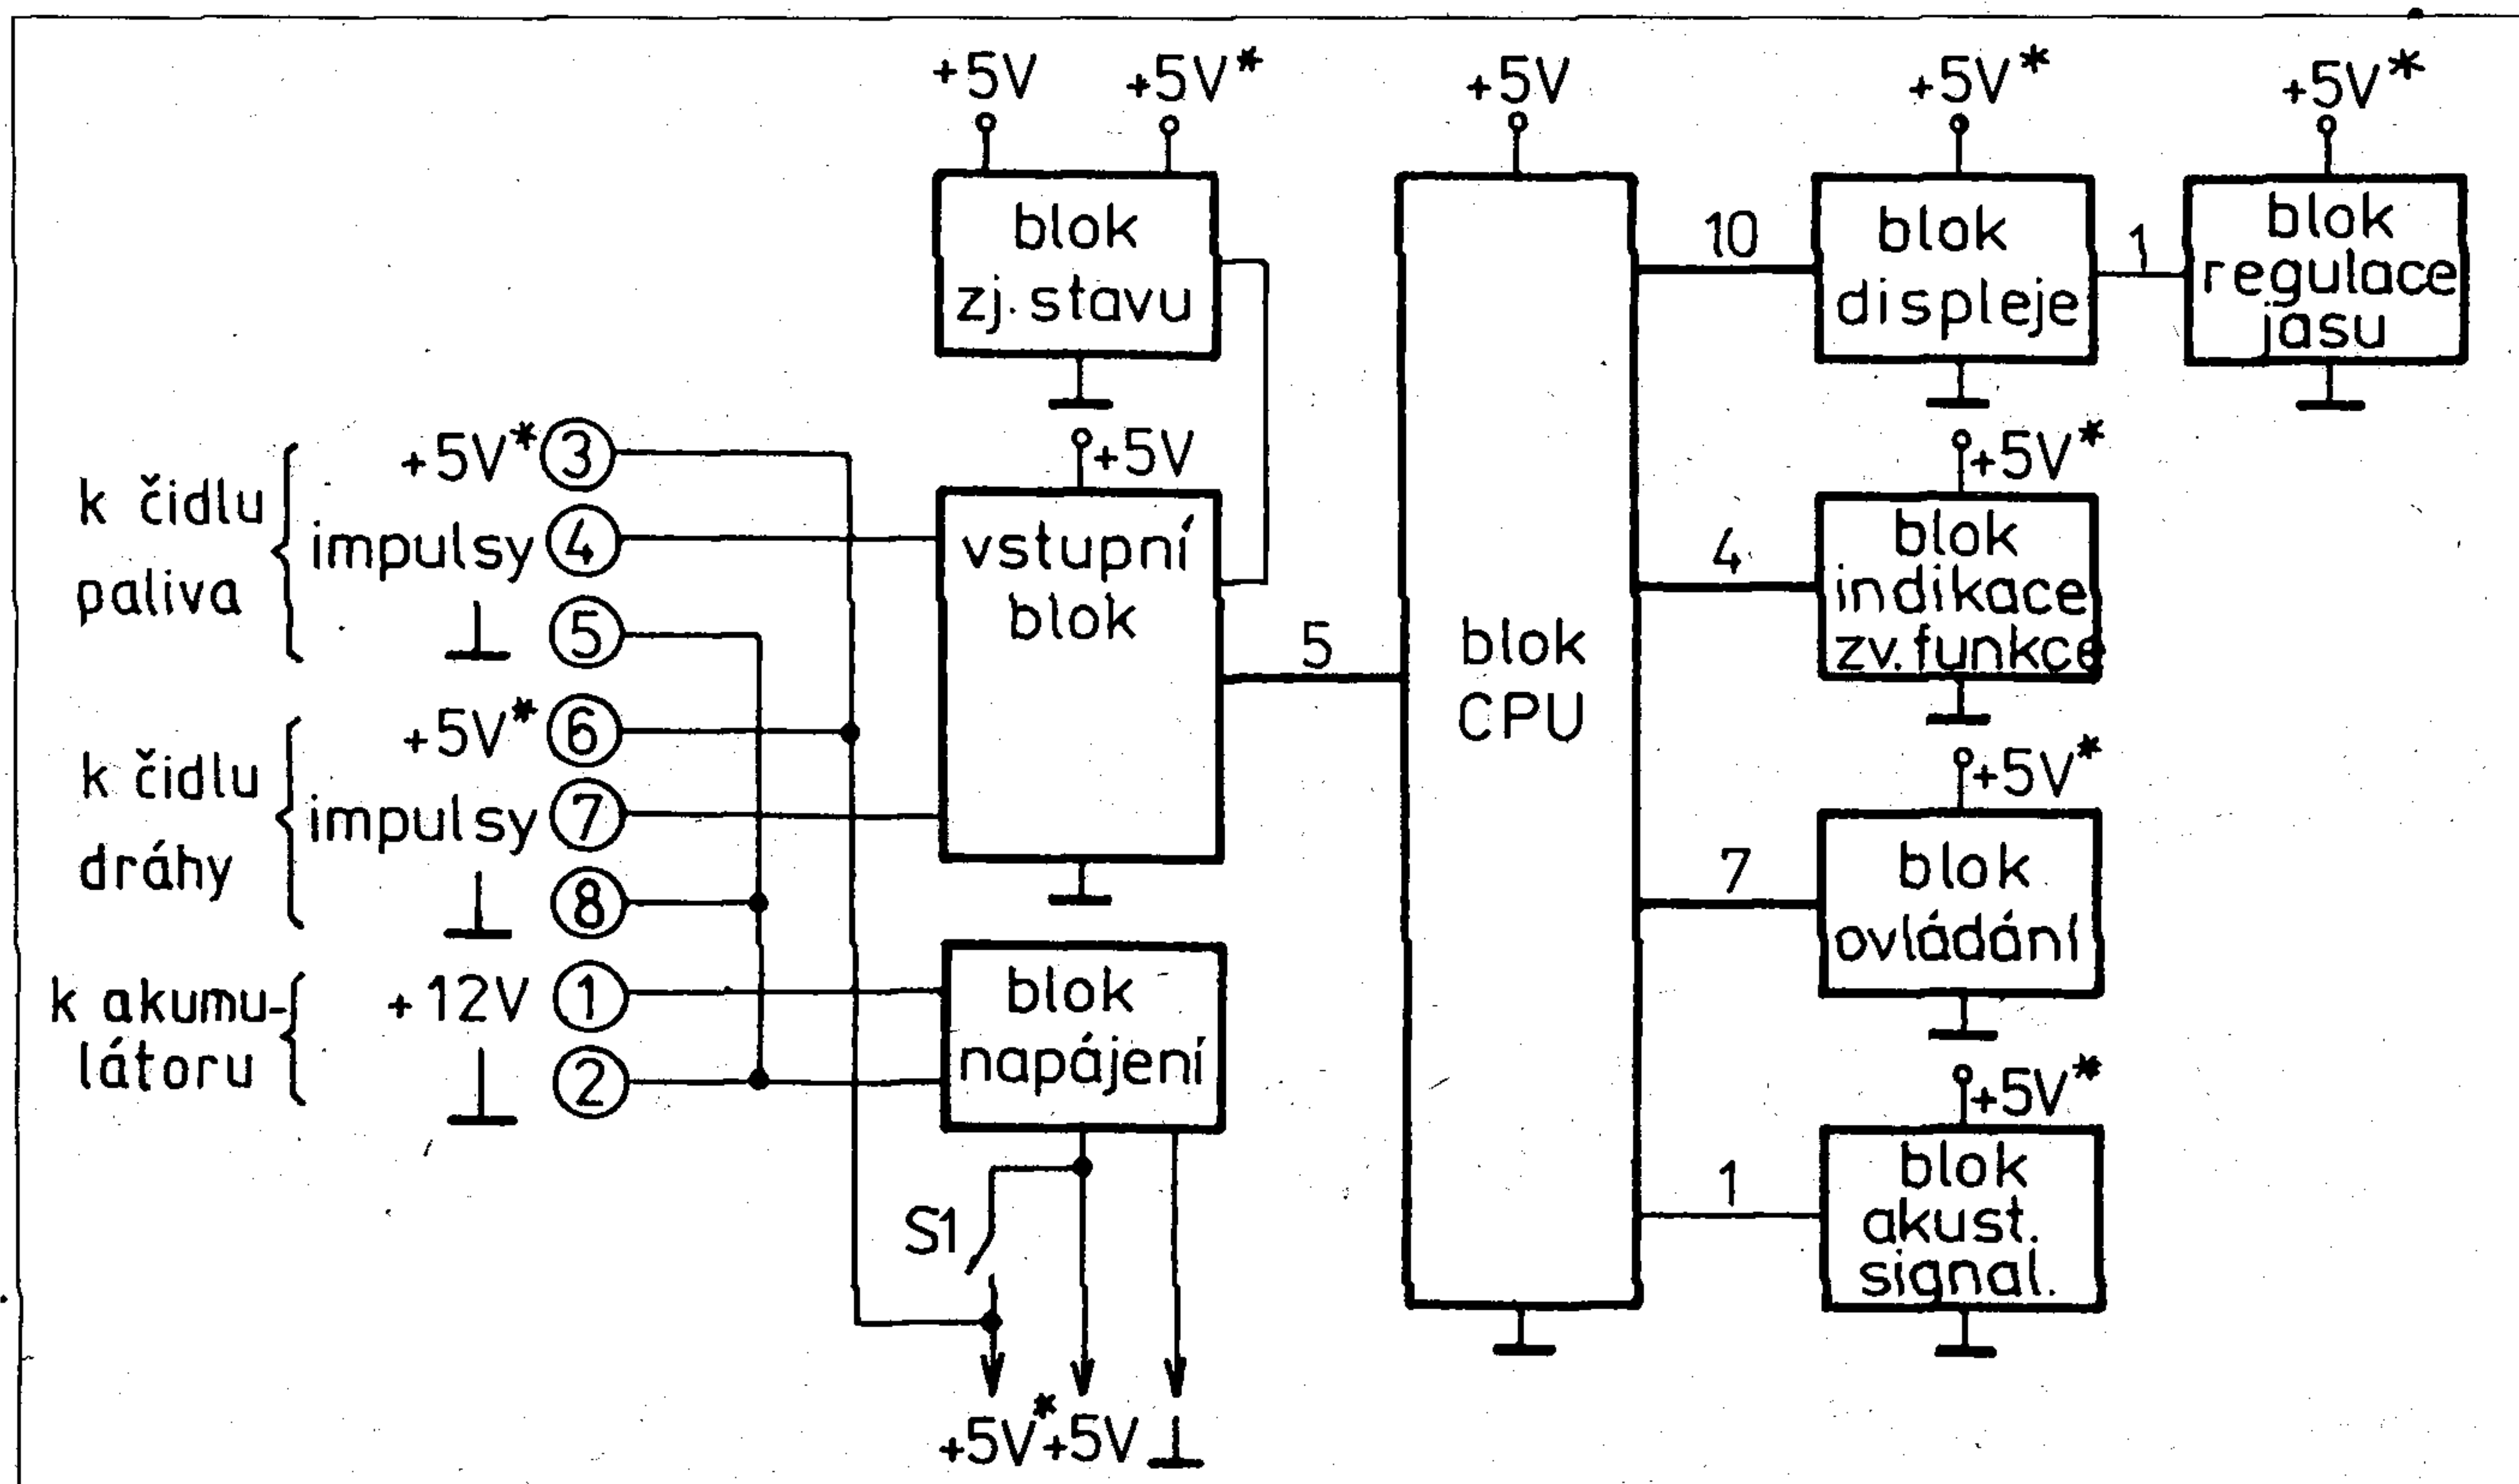 +5V
+5V*
+5V
+5V*
+5V*
blok
zj. stavu
10
blok
displeje
1
blok
regulace
jasu
k čidlu
paliva
+5V*
3
impulsy
4
5
+5V
vstupní
blok
5
blok
CPU
+5V*
4
blok
indikace
zv. funkce
k čidlu
dráhy
+5V*
6
impulsy
7
8
+5V*
7
blok
ovládání
k akumu-
látoru
+12V
1
2
blok
napájení
+5V*
1
blok
akust.
signal.
S1
+5V*
+5V